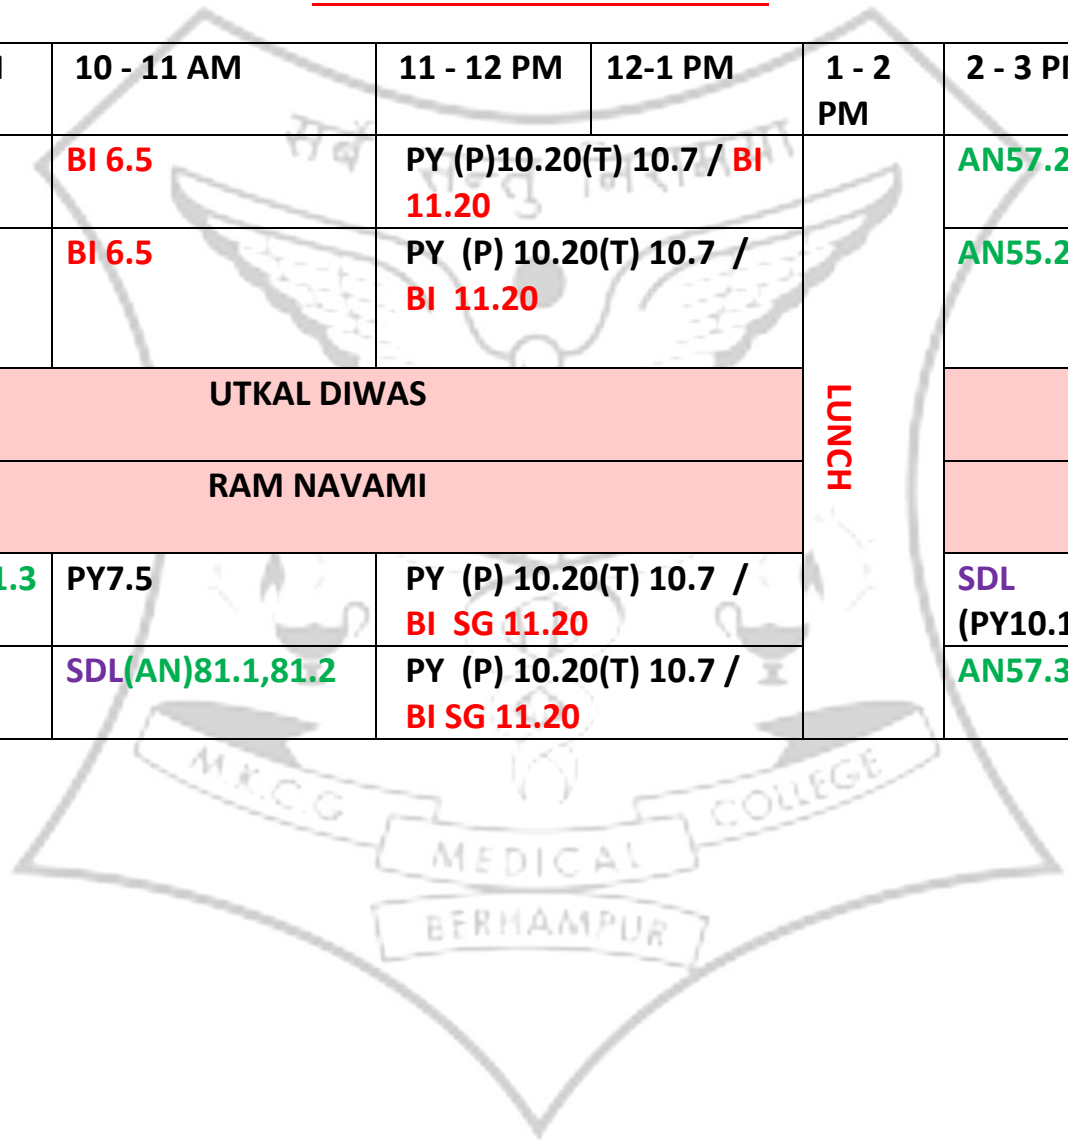 10 - 11 AM 11 - 12 PM 12-1 PM 1 - 2 2 - 3 PM
PM
BI 6.5 PY (P)10.20(T) 10.7 / BI AN57.2
11.20
BI 6.5 PY (P) 10.20(T) 10.7 / AN55.2
BI 11.20
UTKAL DIWAS
LUNCH
RAM NAVAMI
1.3 PY7.5 PY (P) 10.20(T) 10.7 / SDL
BI SG 11.20 (PY10.1
SDL(AN)81.1,81.2 PY (P) 10.20(T) 10.7 / AN57.3
BI SG 11.20
M.K.C.G MEDICAL COLLEGE
BERHAMPUR